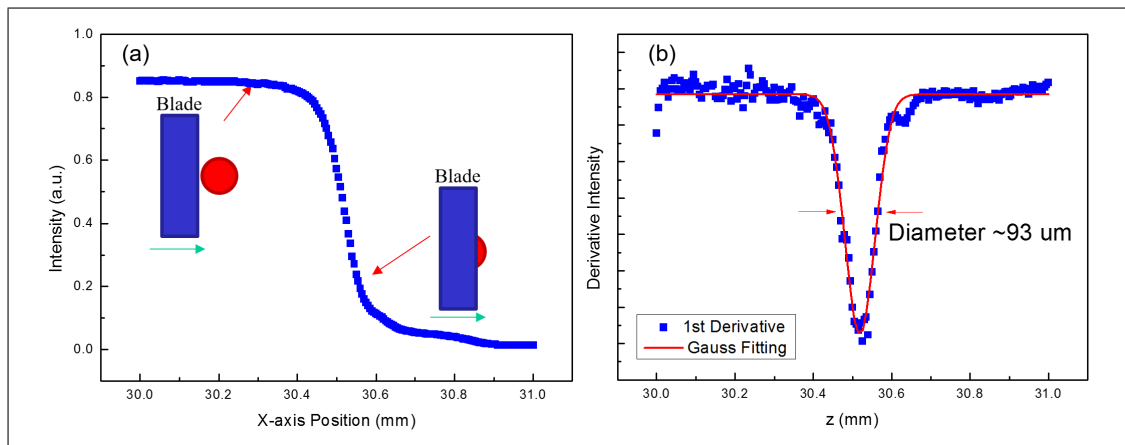 (a)
1.0
0.8
0.6
0.4
0.2
0.0
Intensity (a.u.)
Blade
Blade
30.0 30.2 30.4 30.6 30.8 31.0
X-axis Position (mm)
(b)
Derivative Intensity
Diameter ~93 um
1st Derivative
Gauss Fitting
30.0 30.2 30.4 30.6 30.8 31.0
z (mm)